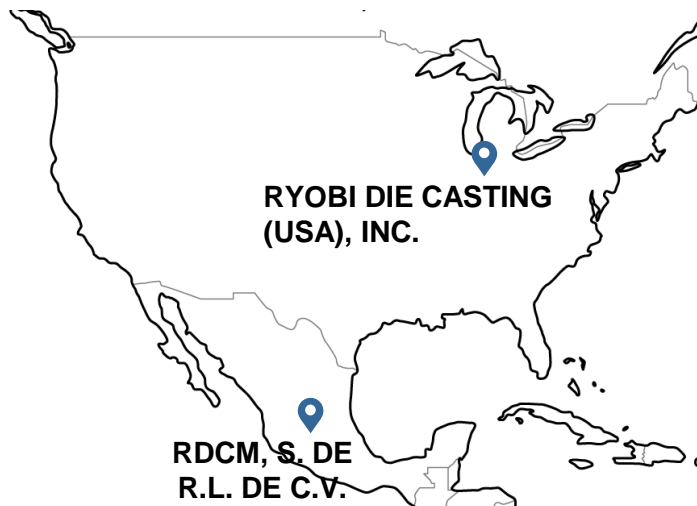 RYOBI DIE CASTING
(USA), INC.
RDCM, S. DE
R.L. DE C.V.